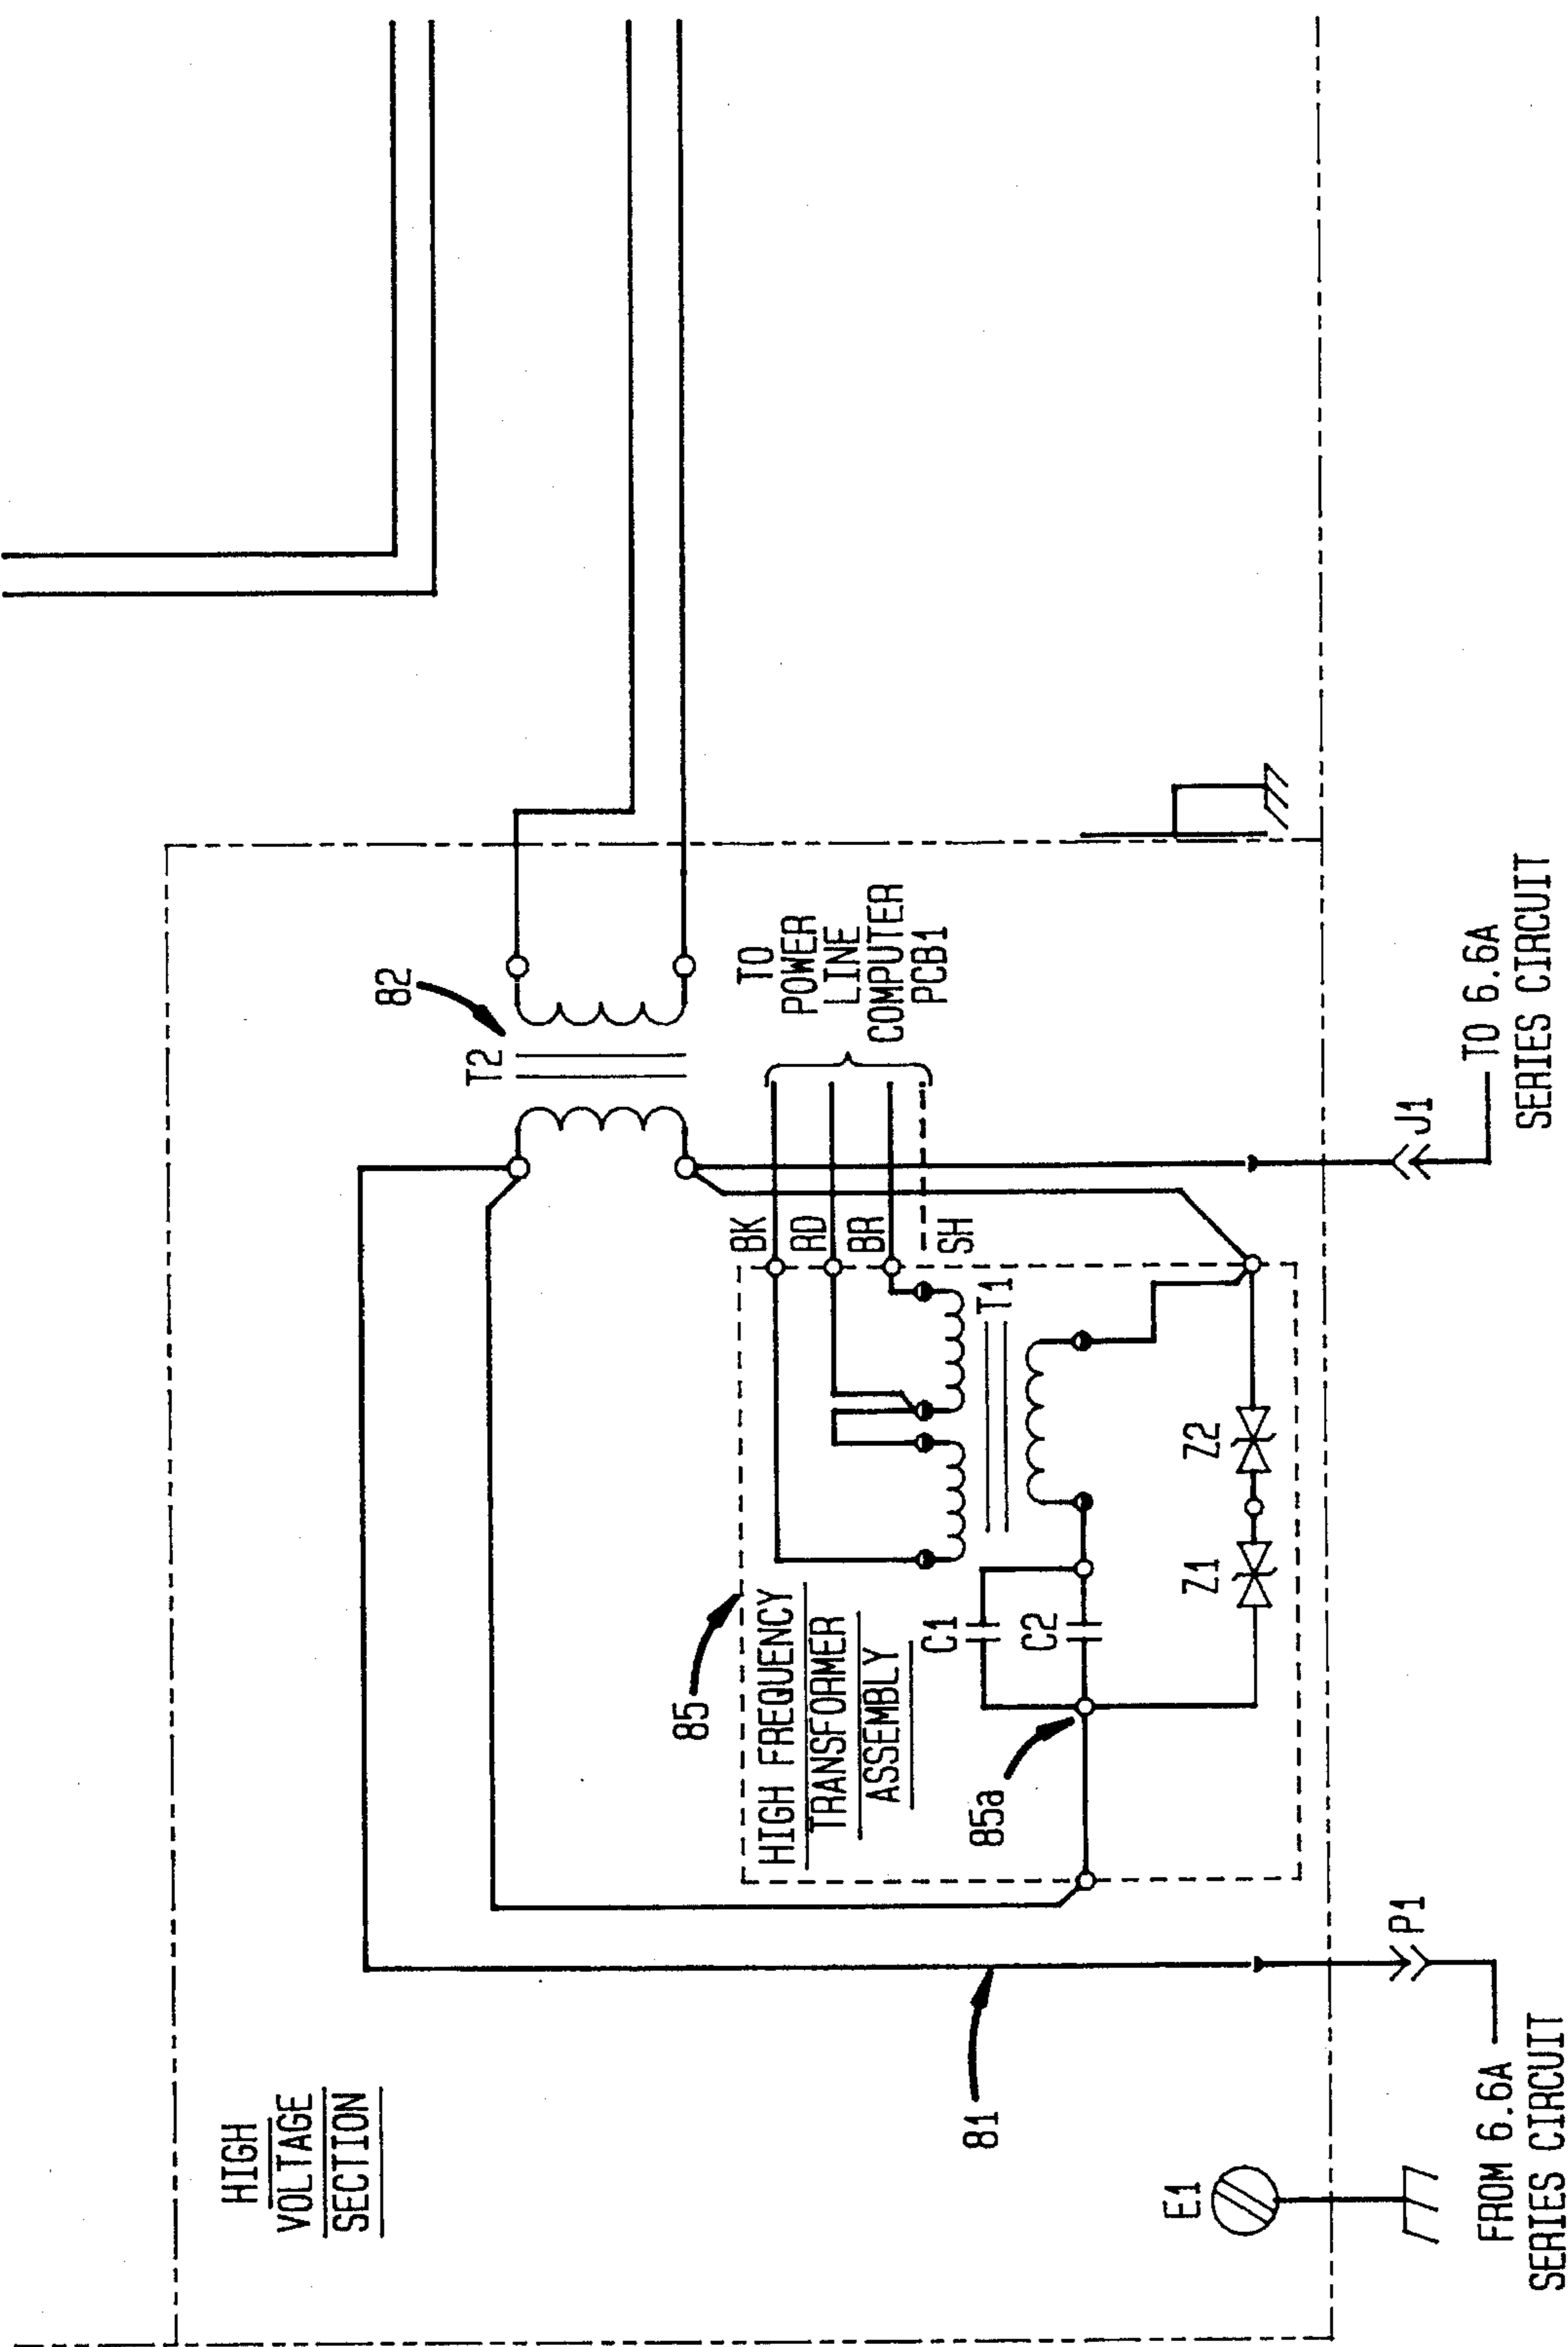 HIGH
VOLTAGE
SECTION
82
T2
TO
POWER
LINE
COMPUTER
PCB1
BK
RD
BR
SH
85
HIGH FREQUENCY
TRANSFORMER
ASSEMBLY
T1
C1
C2
85a
Z1
Z2
81
E1
P1
J1
FROM 6.6A
SERIES CIRCUIT
TO 6.6A
SERIES CIRCUIT